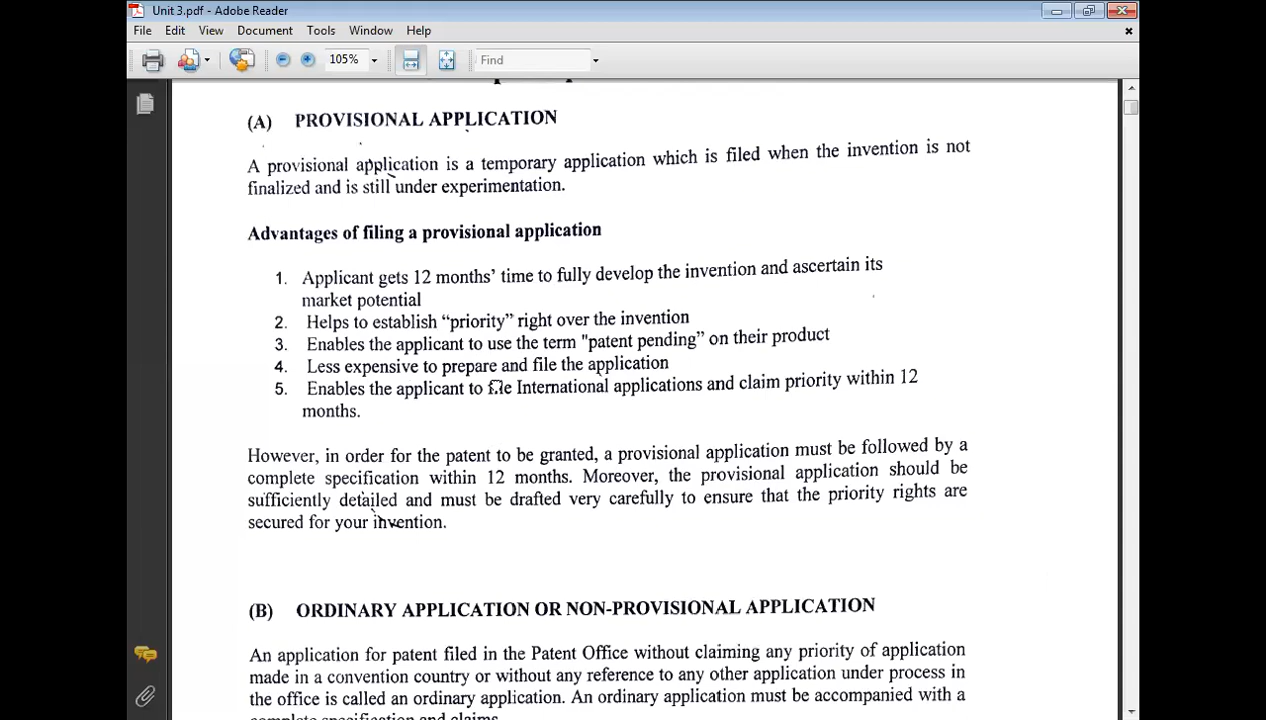 Unit 3.pdf - Adobe Reader
File Edit View Document Tools Window Help
105% Find
(A) PROVISIONAL APPLICATION
A provisional application is a temporary application which is filed when the invention is not
finalized and is still under experimentation.
Advantages of filing a provisional application
1. Applicant gets 12 months' time to fully develop the invention and ascertain its
market potential
2. Helps to establish “priority” right over the invention
3. Enables the applicant to use the term "patent pending” on their product
4. Less expensive to prepare and file the application
5. Enables the applicant to file International applications and claim priority within 12
months.
However, in order for the patent to be granted, a provisional application must be followed by a
complete specification within 12 months. Moreover, the provisional application should be
sufficiently detailed and must be drafted very carefully to ensure that the priority rights are
secured for your invention.
(B) ORDINARY APPLICATION OR NON-PROVISIONAL APPLICATION
An application for patent filed in the Patent Office without claiming any priority of application
made in a convention country or without any reference to any other application under process in
the office is called an ordinary application. An ordinary application must be accompanied with a
complete specification and claims.